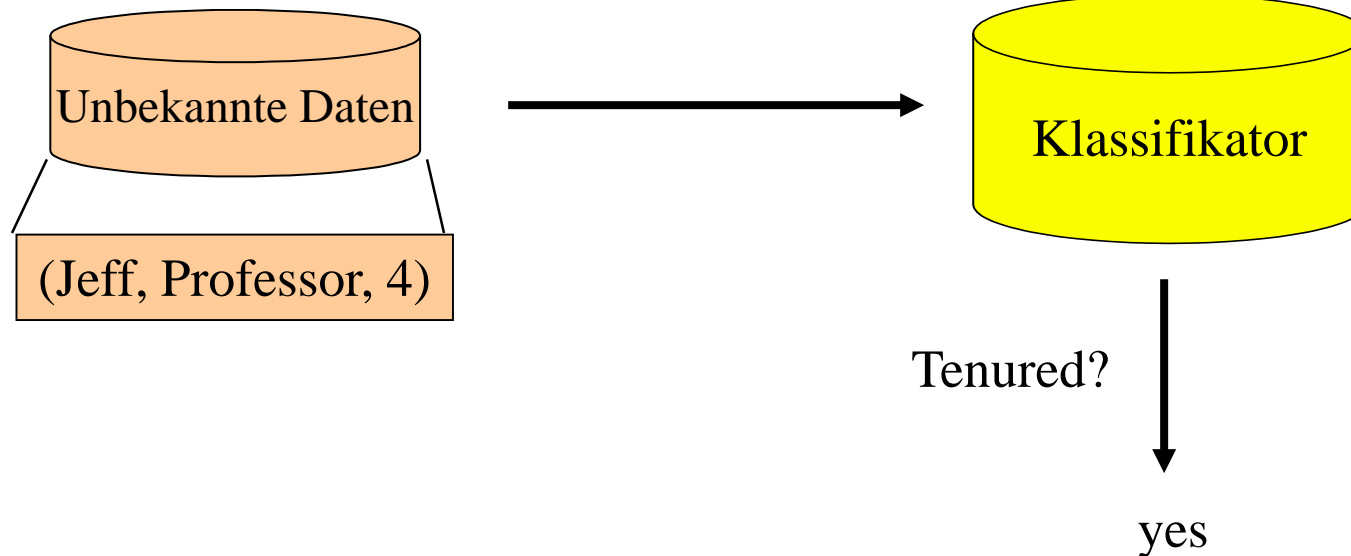 Unbekannte Daten
Klassifikator
(Jeff, Professor, 4)
Tenured?
yes